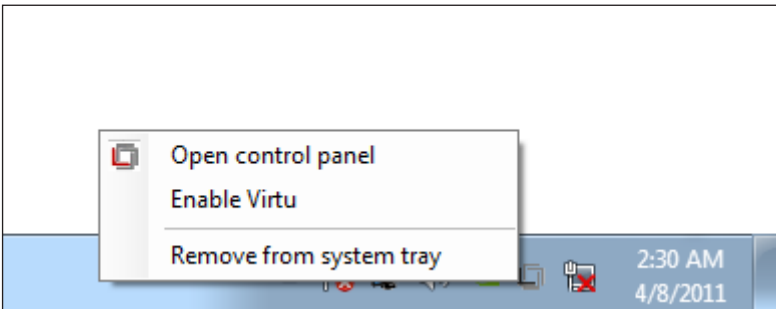 Open control panel
Enable Virtu
Remove from system tray
2:30 AM
4/8/2011